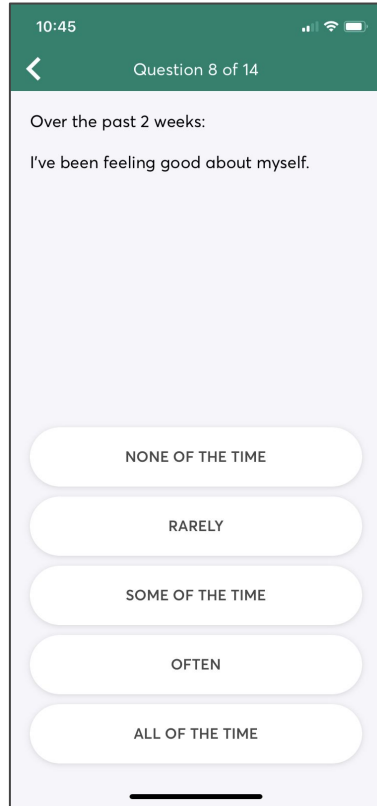 10:45
Question 8 of 14
Over the past 2 weeks:
I've been feeling good about myself.
NONE OF THE TIME
RARELY
SOME OF THE TIME
OFTEN
ALL OF THE TIME